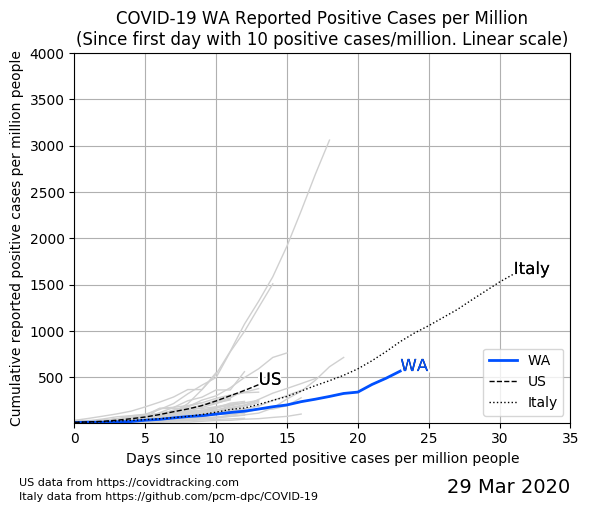 COVID-19 WA Reported Positive Cases per Million
(Since first day with 10 positive cases/million. Linear scale)
Cumulative reported positive cases per million people
4000
3500
3000
2500
2000
1500
1000
500
Italy
WA
US
WA
US
Italy
0 5 10 15 20 25 30 35
Days since 10 reported positive cases per million people
US data from https://covidtracking.com
Italy data from https://github.com/pcm-dpc/COVID-19
29 Mar 2020